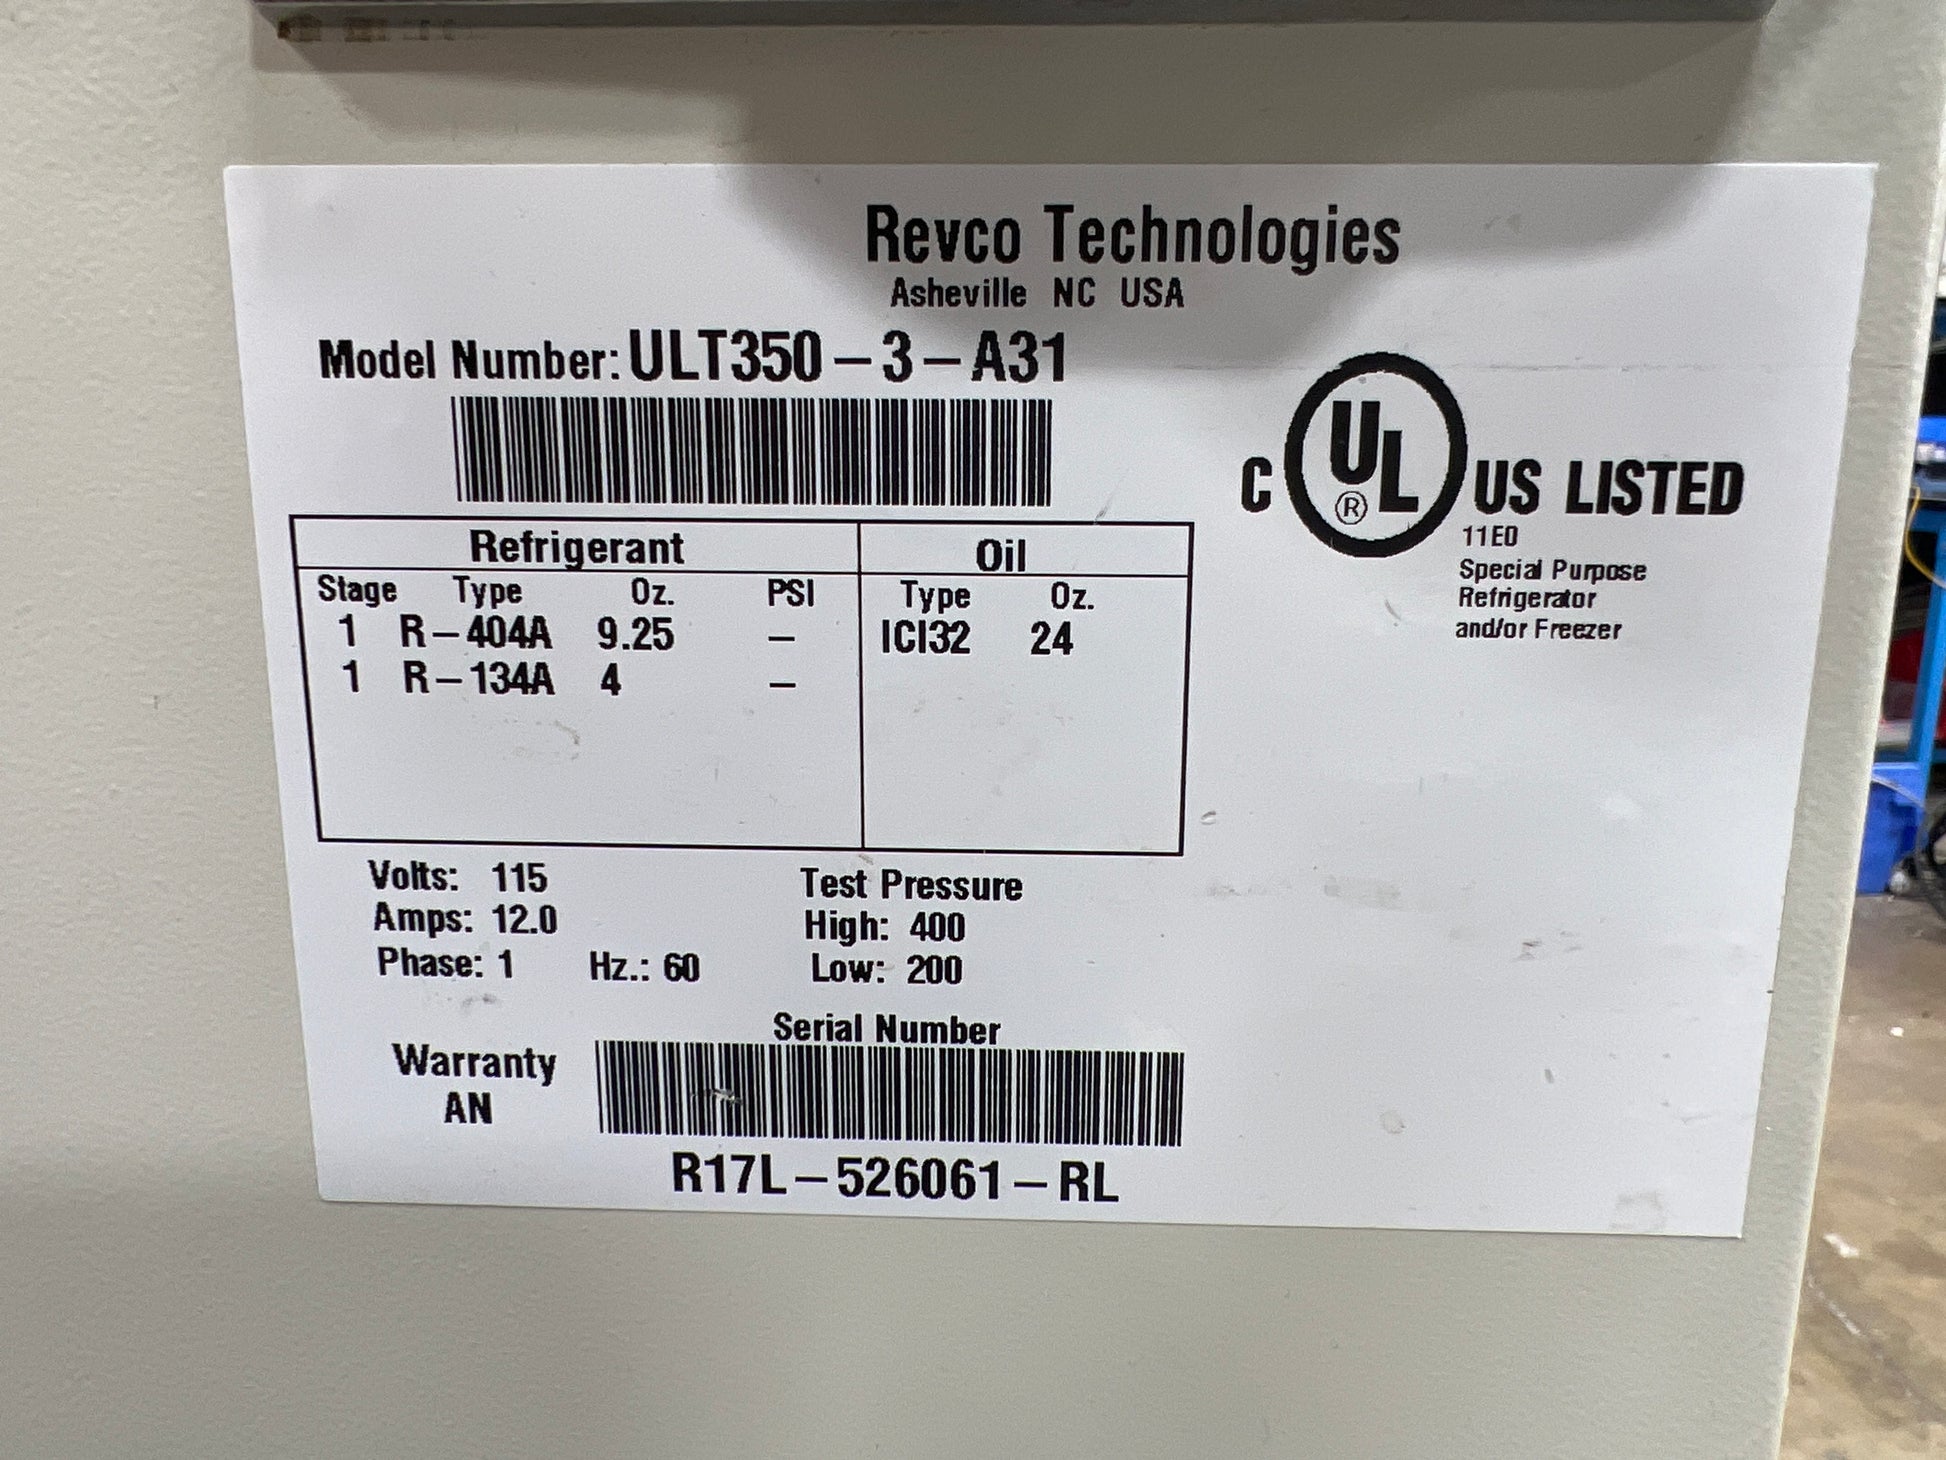 Revco Technologies
Asheville NC USA
Model Number: ULT350-3-A31
C UL ® US LISTED
11E0
Special Purpose
Refrigerator
and/or Freezer
Refrigerant Oil
Stage Type Oz. PSI Type Oz.
1 R-404A 9.25 - ICI32 24
1 R-134A 4 -
Volts: 115 Test Pressure
Amps: 12.0 High: 400
Phase: 1 Hz.: 60 Low: 200
Serial Number
Warranty
AN
R17L-526061-RL